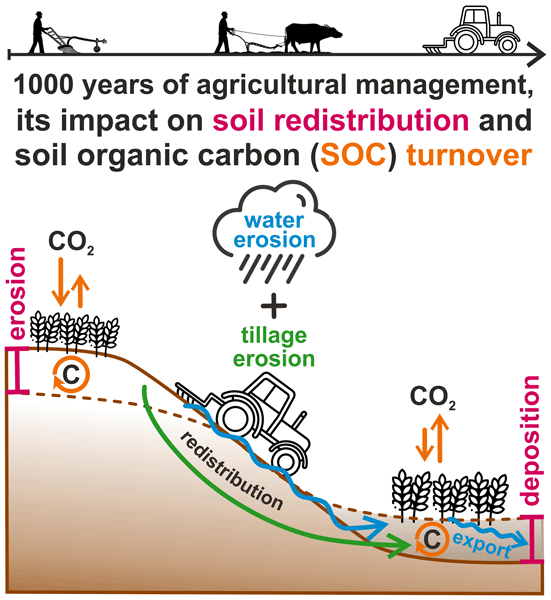 1000 years of agricultural management,
its impact on soil redistribution and
soil organic carbon (SOC) turnover
water
erosion
+
tillage
erosion
CO₂
erosion
C
redistribution
CO₂
deposition
C
export